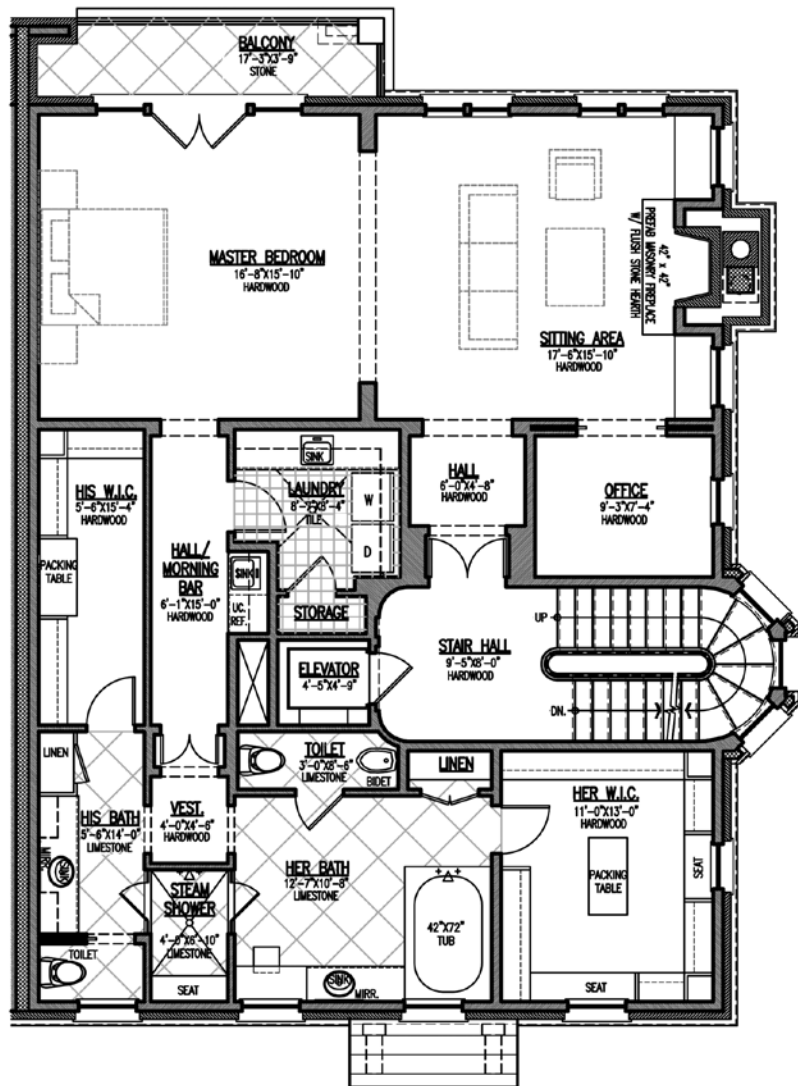 BALCONY
17'-3"X3'-9"
STONE
MASTER BEDROOM
16'-8"X15'-10"
HARDWOOD
42" x 42"
PREFAB MASONRY FIREPLACE
W/ FLUSH STONE HEARTH
SITTING AREA
17'-6"X15'-10"
HARDWOOD
HIS W.I.C.
5'-6"X15'-4"
HARDWOOD
PACKING
TABLE
HALL/
MORNING
BAR
6'-1"X15'-0"
HARDWOOD
SINK
LAUNDRY
TILE
W
D
SINK
UC.
REF.
STORAGE
HALL
6'-0"X4'-8"
HARDWOOD
OFFICE
9'-3"X7'-4"
HARDWOOD
UP
STAIR HALL
9'-5"X8'-0"
HARDWOOD
DN.
ELEVATOR
4'-5"X4'-9"
LINEN
TOILET
3'-0"X8'-6"
LIMESTONE
BIDET
LINEN
HIS BATH
5'-6"X14'-0"
LIMESTONE
MIRR.
SINK
VEST.
4'-0"X4'-6"
HARDWOOD
HER BATH
12'-7"X10'-8"
LIMESTONE
HER W.I.C.
11'-0"X13'-0"
HARDWOOD
PACKING
TABLE
SEAT
STEAM
SHOWER
4'-0"X6'-10"
LIMESTONE
42"X72"
TUB
TOILET
SEAT
SINK
MIRR.
SEAT